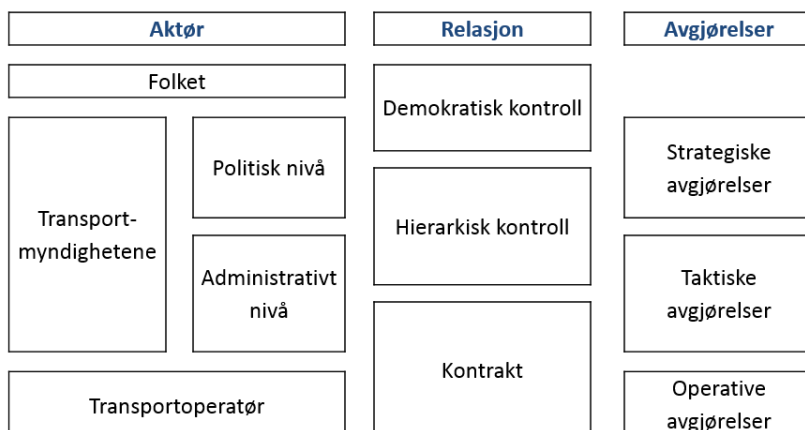 Aktør
Relasjon
Avgjørelser
Folket
Demokratisk kontroll
Transport-
myndighetene
Politisk nivå
Strategiske
avgjørelser
Hierarkisk kontroll
Administrativt
nivå
Taktiske
avgjørelser
Kontrakt
Transportoperatør
Operative
avgjørelser